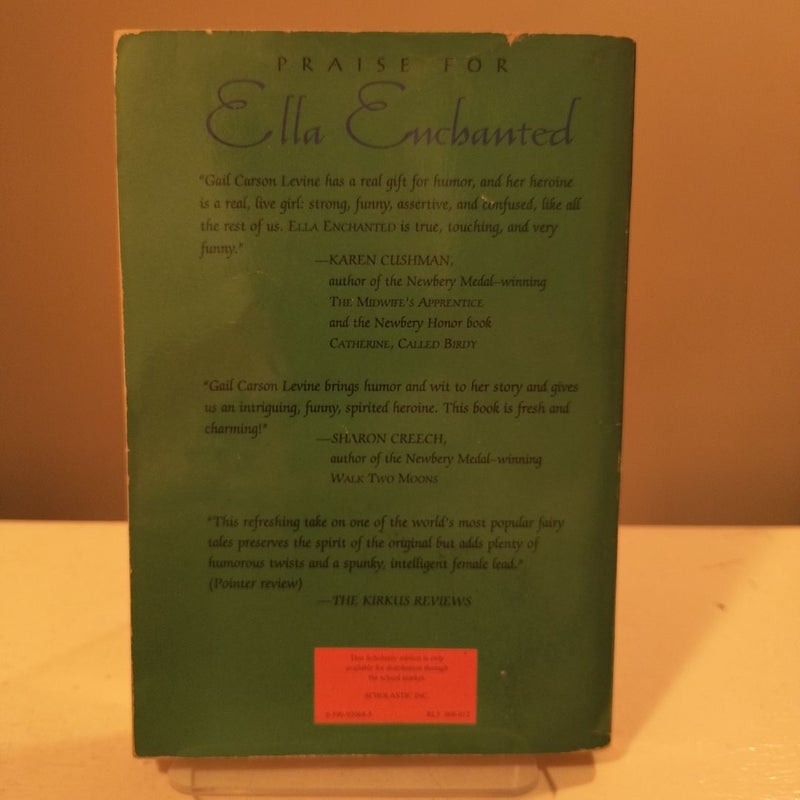 PRAISE FOR
Ella Enchanted
"Gail Carson Levine has a real gift for humor, and her heroine
is a real, live girl: strong, funny, assertive, and confused, like all
the rest of us. ELLA ENCHANTED is true, touching, and very
funny."
—KAREN CUSHMAN,
author of the Newbery Medal–winning
THE MIDWIFE'S APPRENTICE
and the Newbery Honor book
CATHERINE, CALLED BIRDY
"Gail Carson Levine brings humor and wit to her story and gives
us an intriguing, funny, spirited heroine. This book is fresh and
charming!"
—SHARON CREECH,
author of the Newbery Medal–winning
WALK TWO MOONS
"This refreshing take on one of the world's most popular fairy
tales preserves the spirit of the original but adds plenty of
humorous twists and a spunky, intelligent female lead."
(Pointer review)
—THE KIRKUS REVIEWS
This Scholastic edition is only
available for distribution through
the school market.
SCHOLASTIC INC.